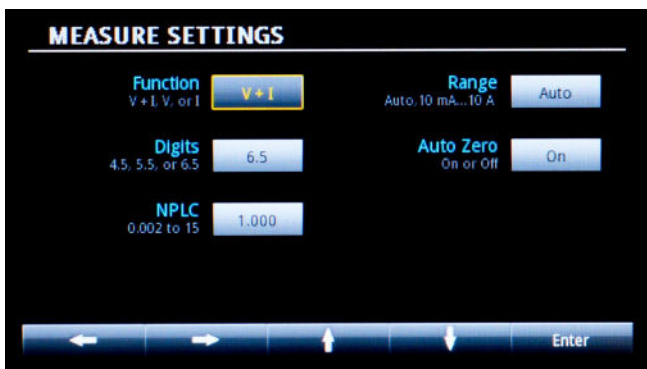 MEASURE SETTINGS
Function
V + I, V, or I
V + I
Range
Auto, 10 mA...10 A
Auto
Digits
4.5, 5.5, or 6.5
6.5
Auto Zero
On or Off
On
NPLC
0.002 to 15
1.000
Enter